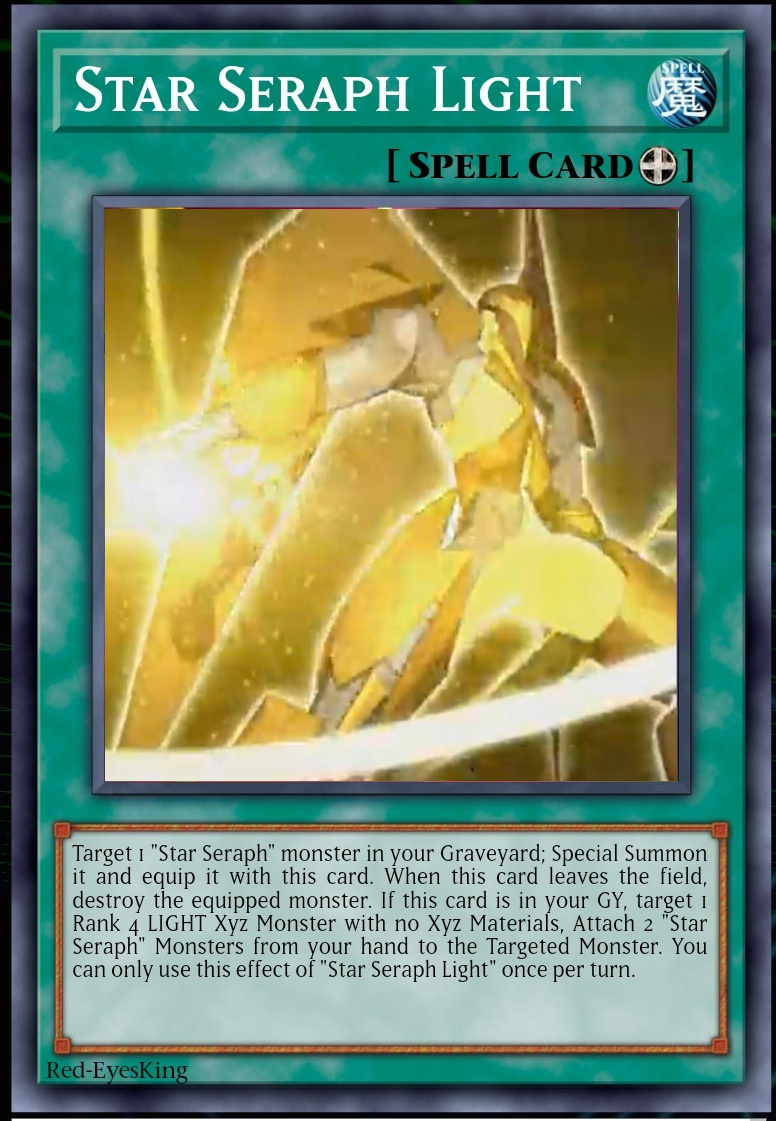 STAR SERAPH LIGHT
SPELL
魔
[ SPELL CARD ]
Target 1 "Star Seraph" monster in your Graveyard; Special Summon
it and equip it with this card. When this card leaves the field,
destroy the equipped monster. If this card is in your GY, target 1
Rank 4 LIGHT Xyz Monster with no Xyz Materials, Attach 2 "Star
Seraph" Monsters from your hand to the Targeted Monster. You
can only use this effect of "Star Seraph Light" once per turn.
Red-EyesKing